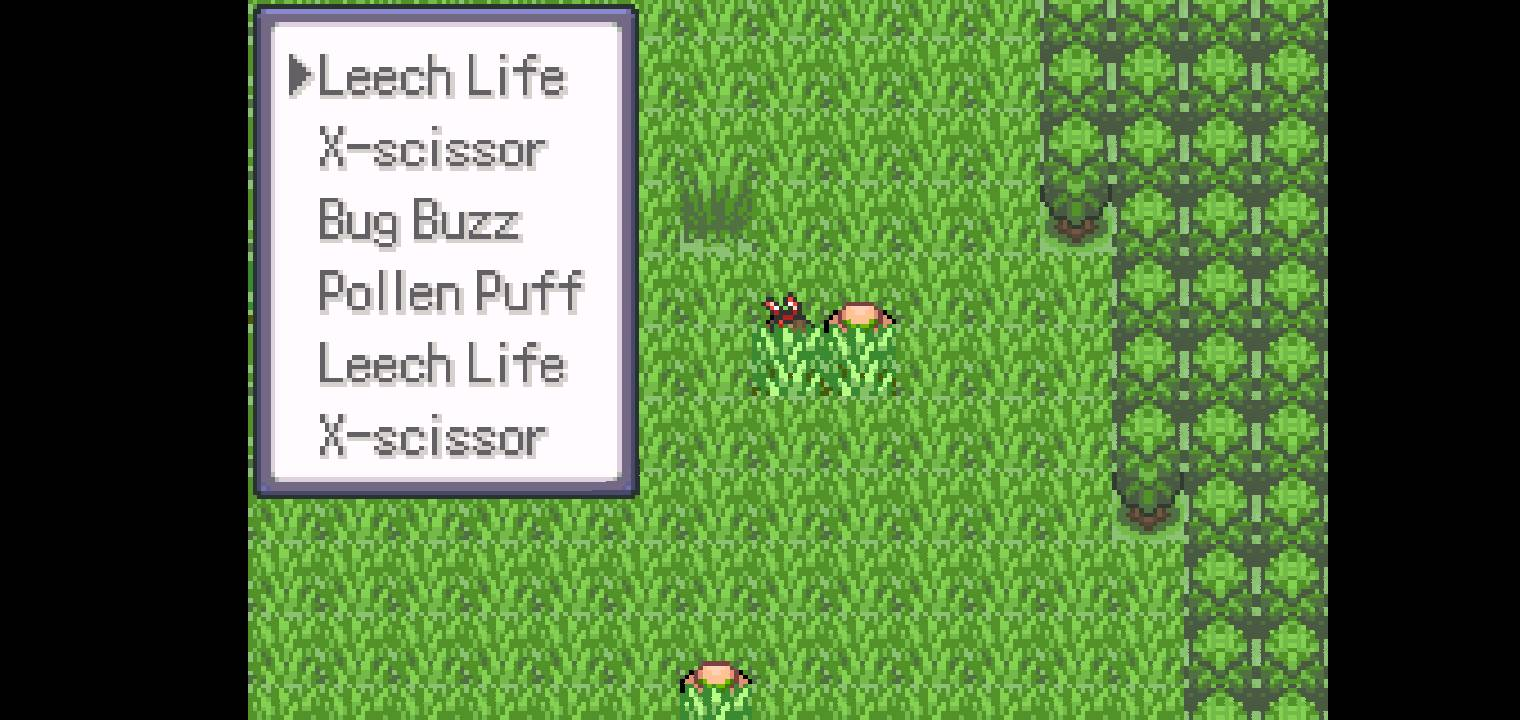 Leech Life
X-scissor
Bug Buzz
Pollen Puff
Leech Life
X-scissor